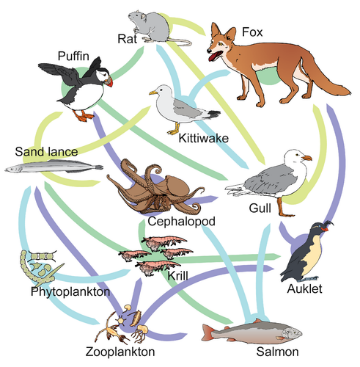 Rat
Fox
Puffin
Kittiwake
Sand lance
Gull
Cephalopod
Phytoplankton
Krill
Auklet
Zooplankton
Salmon